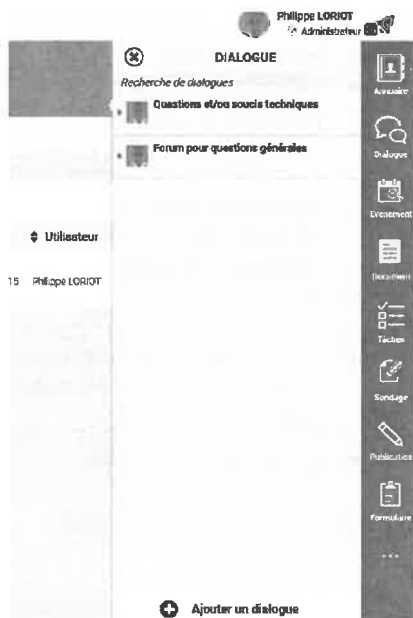 Philippe LORIOT
Administrateur
DIALOGUE
Recherche de dialogues
Questions et/ou soucis techniques
Forum pour questions générales
Utilisateur
15 Philippe LORIOT
Annuaire
Dialogue
Evenement
Document
Tâches
Sondage
Publication
Formulaire
...
Ajouter un dialogue